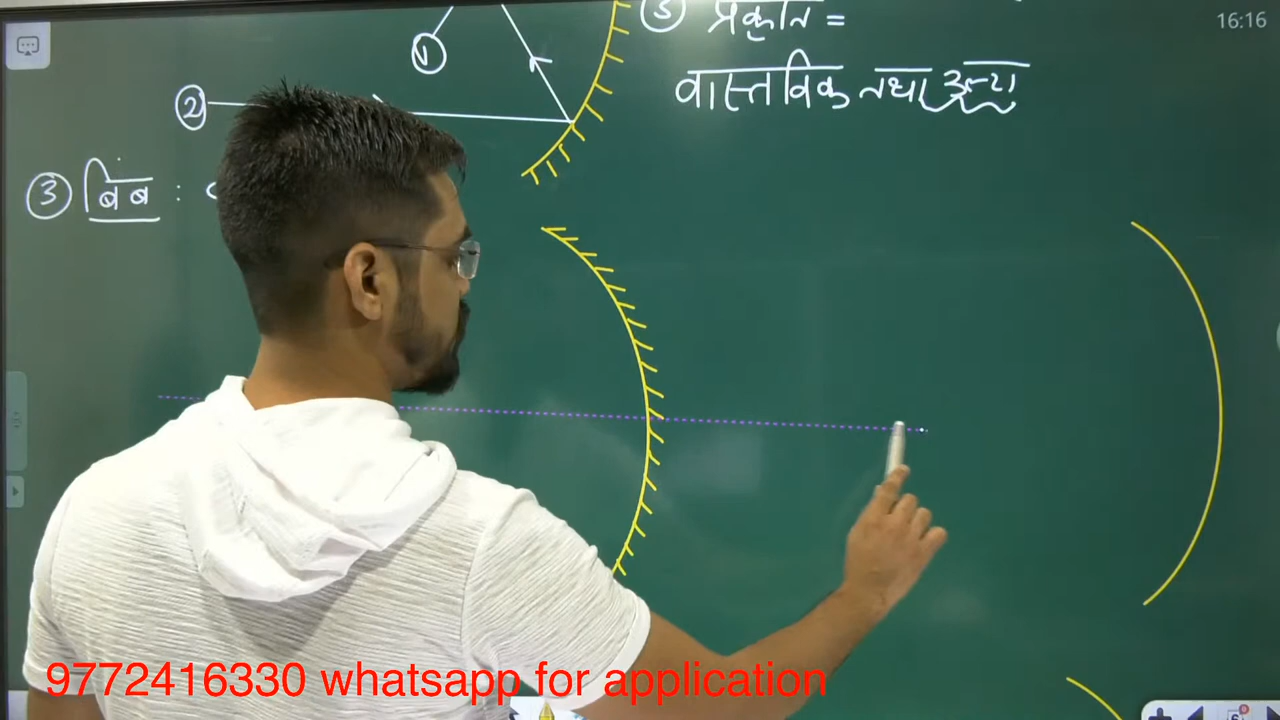 16:16
③ प्रकृति =
वास्तविक तथा उल्टा
①
②
③ बिंब :
9772416330 whatsapp for application